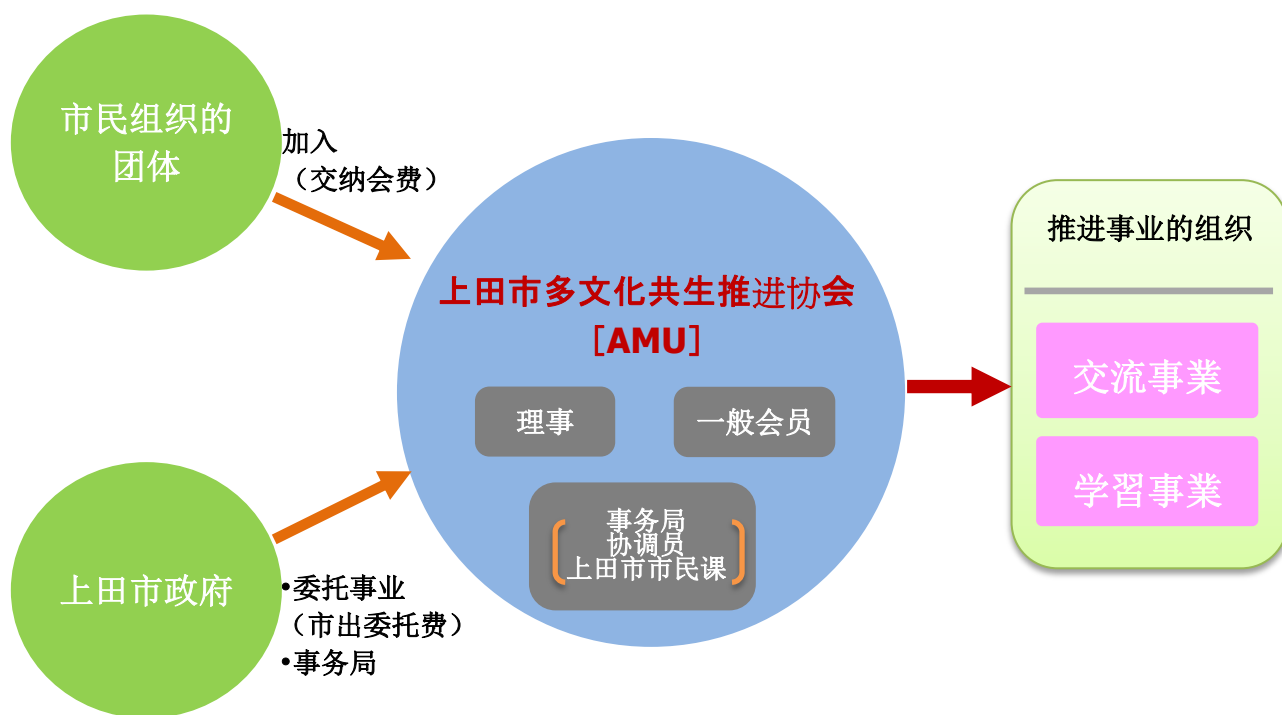 市民组织的
团体
加入
（交纳会费）
上田市多文化共生推进协会
［AMU］
理事
一般会员
事务局
协调员
上田市市民课
上田市政府
•委托事业
（市出委托费）
•事务局
推进事业的组织
交流事業
学習事業